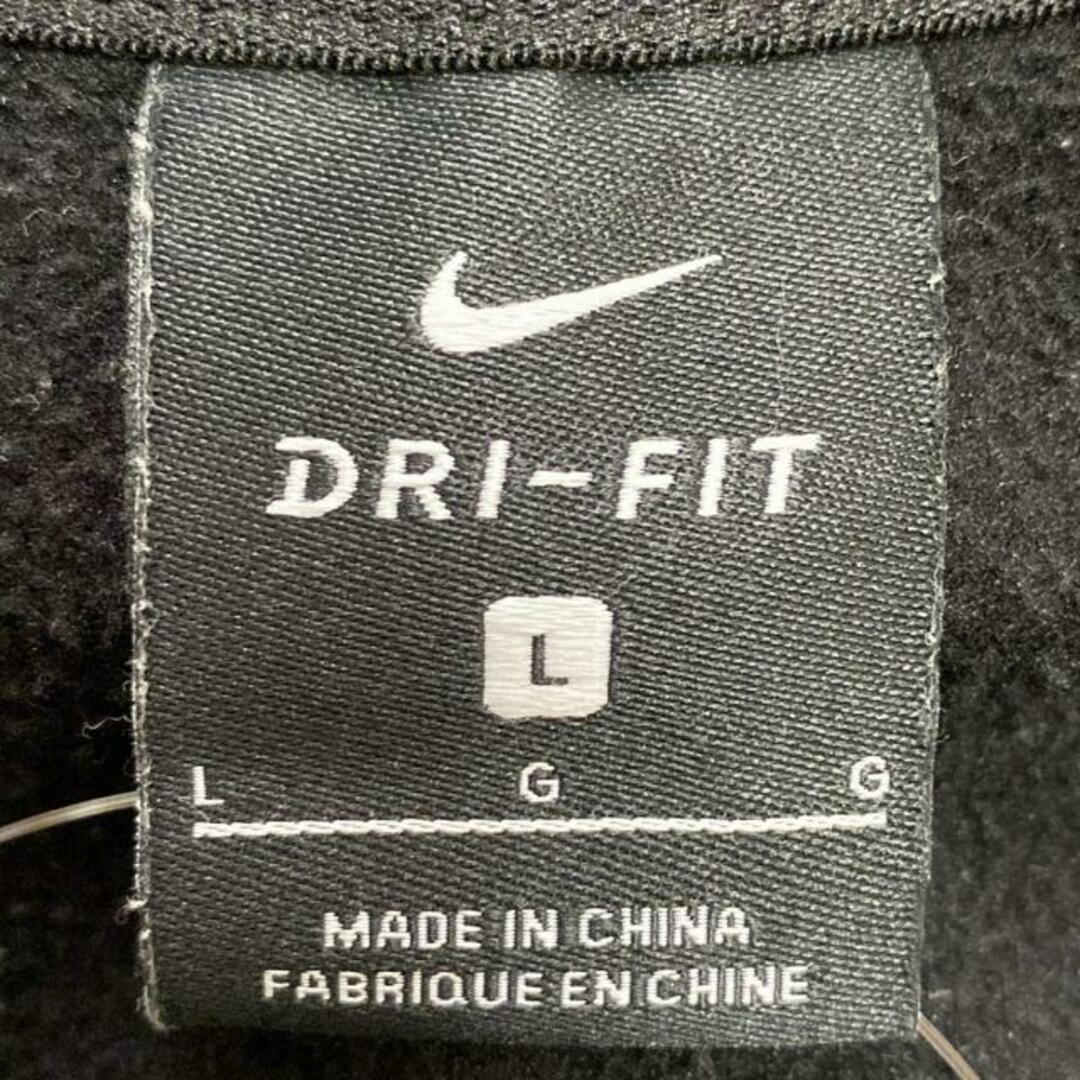 DRI-FIT
L
L G G
MADE IN CHINA
FABRIQUE EN CHINE